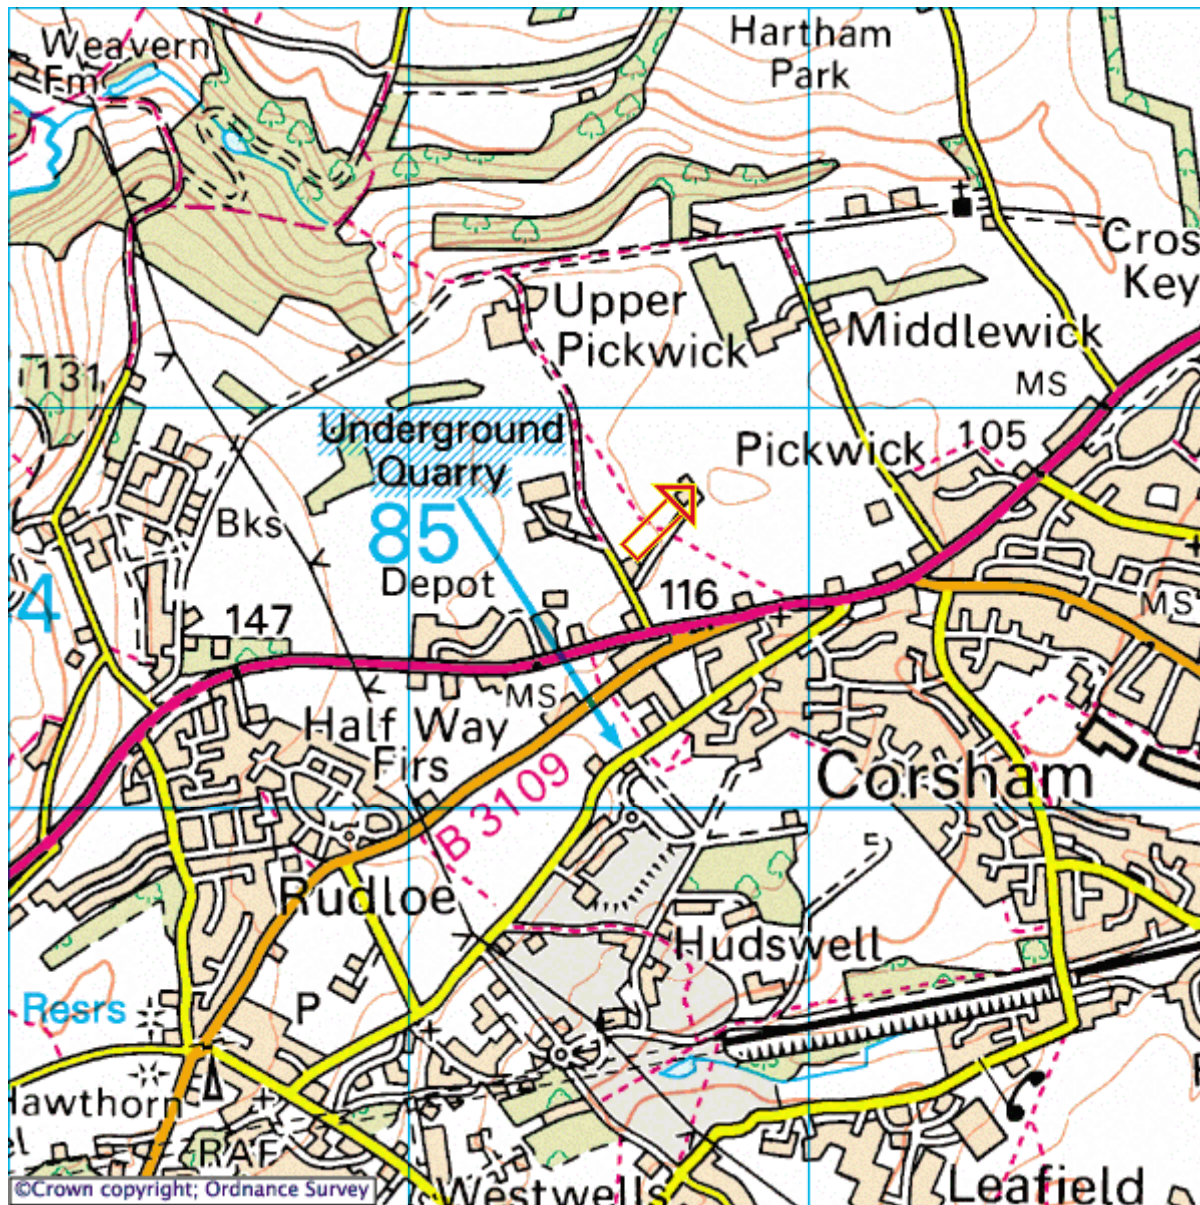 Weavern
Fm
Hartham
Park
Cros
Key
Upper
Pickwick
Middlewick
MS
131
Underground
Quarry
Pickwick
105
85
Bks
Depot
4
147
116
MS
MS
Half Way
Firs
B 3109
Corsham
Rudloe
Hudswell
Resrs
P
Hawthorn
RAF
el
Westwells
Leafield
©Crown copyright; Ordnance Survey